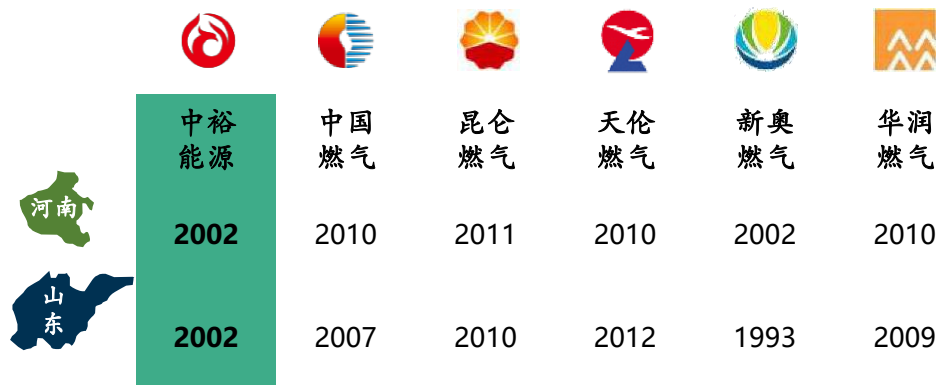 中裕 中国 昆仑 天伦 新奥 华润
能源 燃气 燃气 燃气 燃气 燃气
河南 2002 2010 2011 2010 2002 2010
山
东
2002 2007 2010 2012 1993 2009